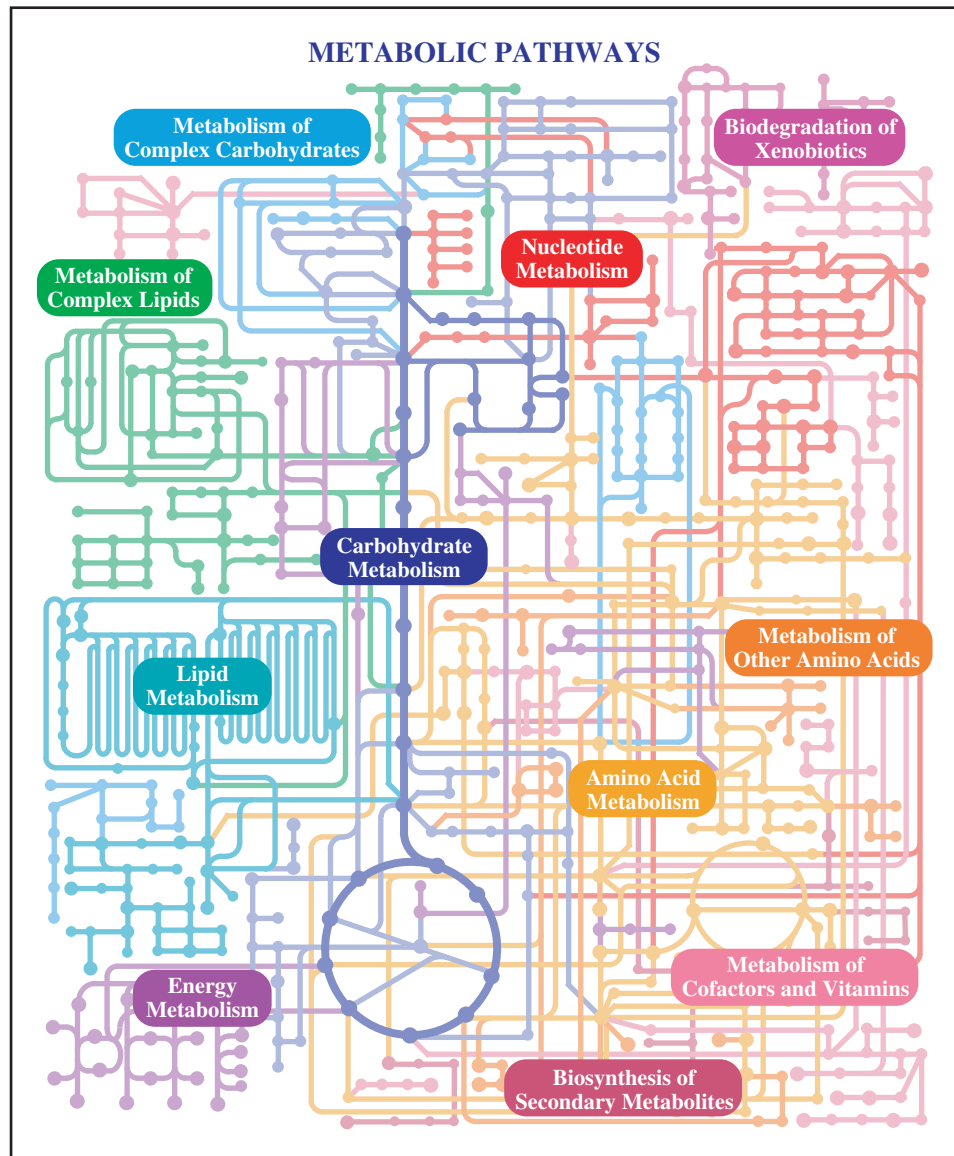 METABOLIC PATHWAYS
Metabolism of
Complex Carbohydrates
Biodegradation of
Xenobiotics
Nucleotide
Metabolism
Metabolism of
Complex Lipids
Carbohydrate
Metabolism
Metabolism of
Other Amino Acids
Lipid
Metabolism
Amino Acid
Metabolism
Metabolism of
Cofactors and Vitamins
Energy
Metabolism
Biosynthesis of
Secondary Metabolites